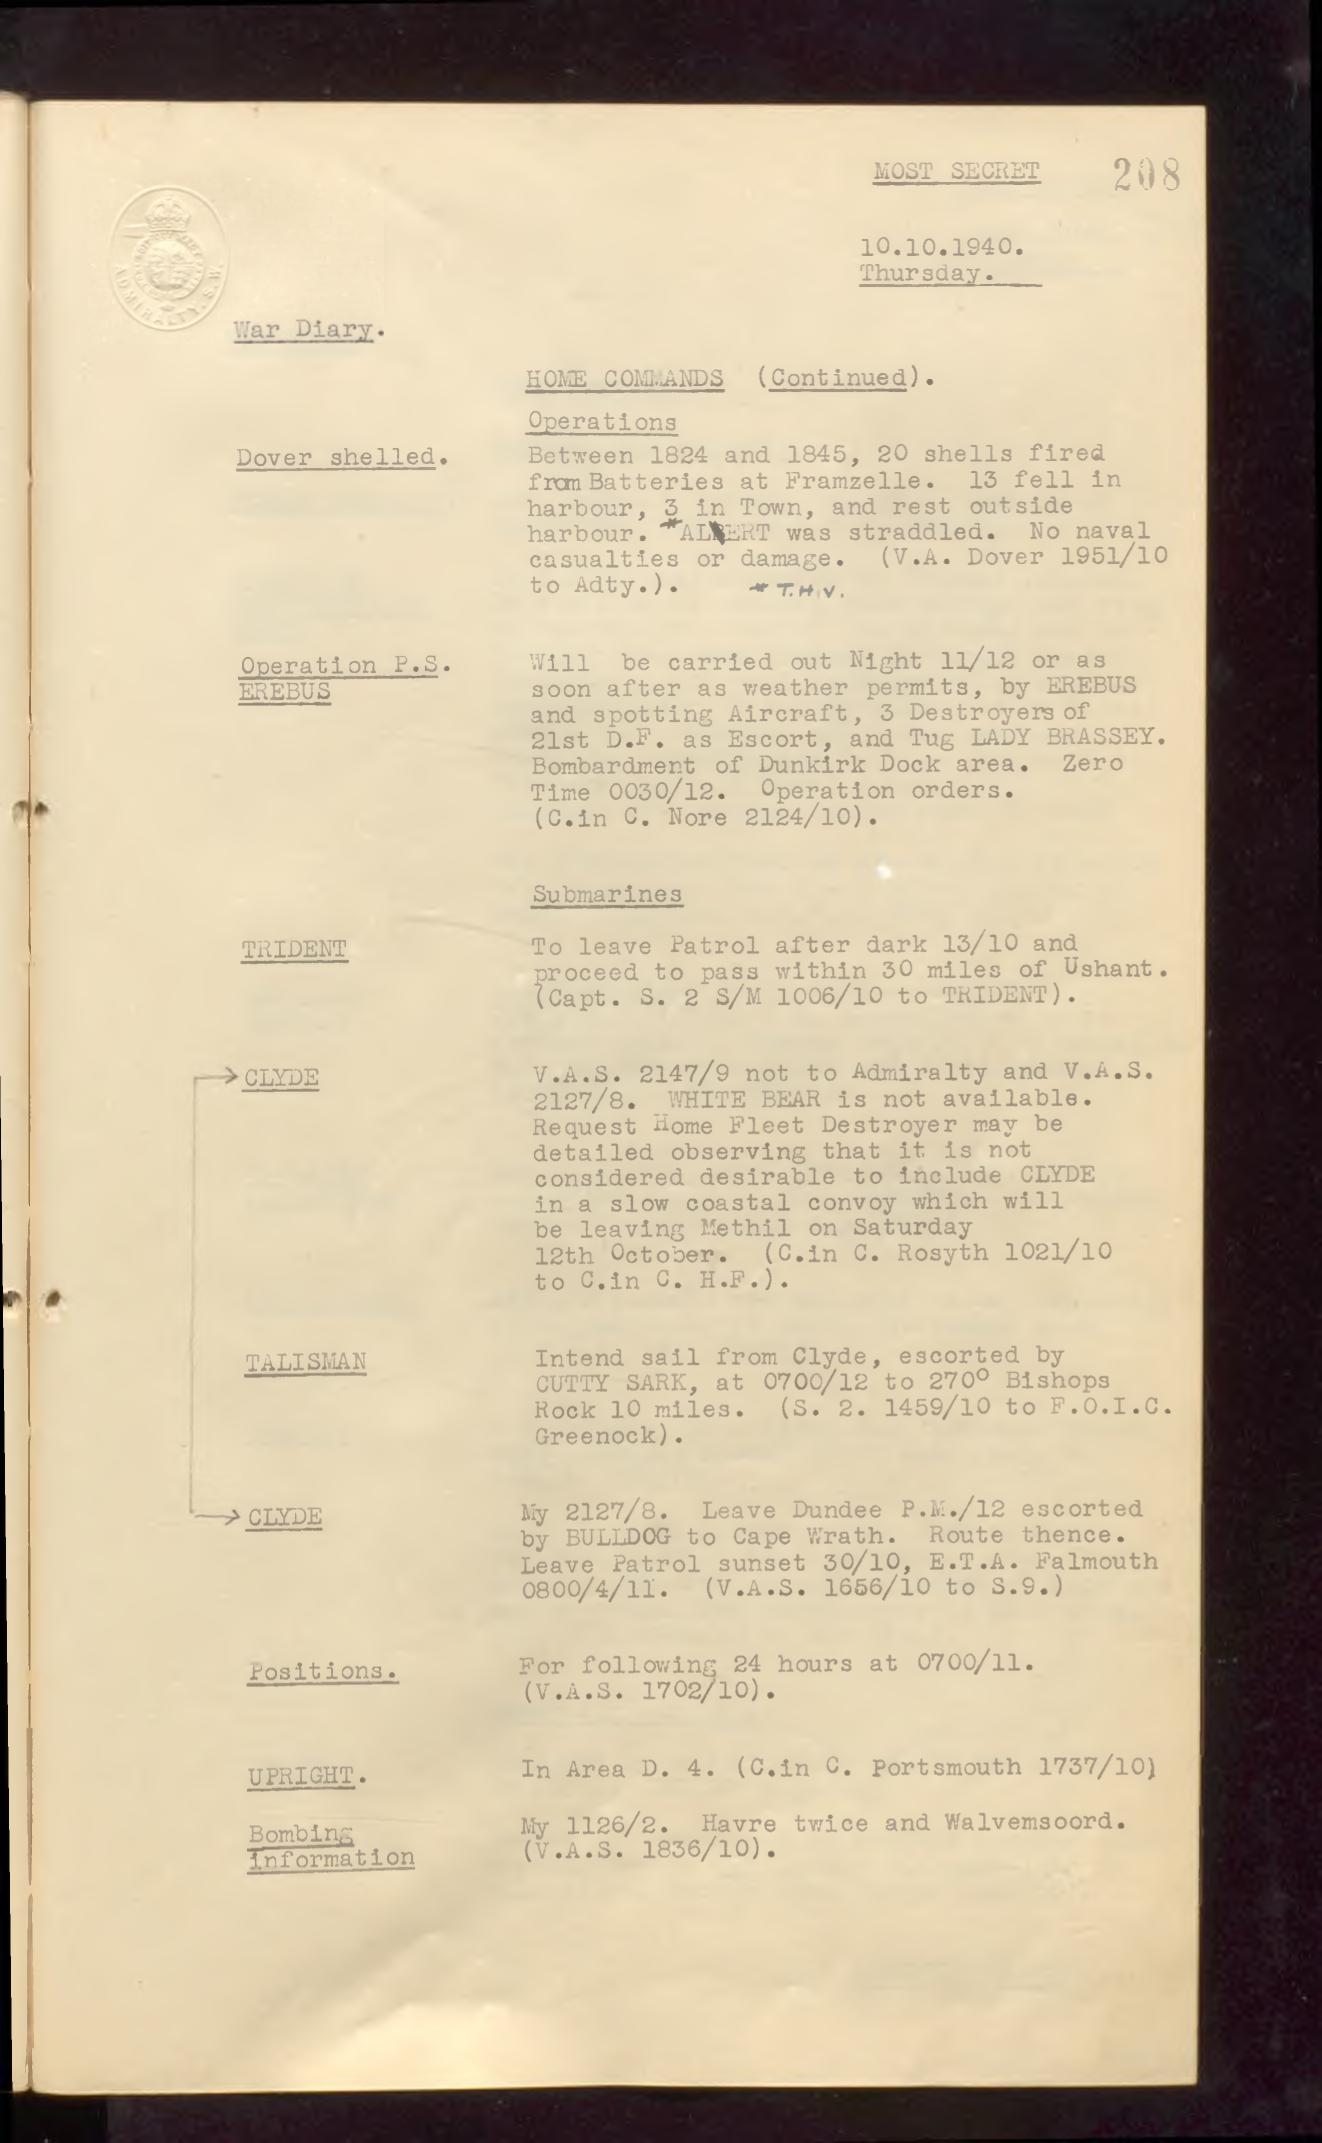 MOST SECRET 208
10.10.1940.
Thursday.
ADMIRALTY. S.W.
War Diary.
HOME COMMANDS (Continued).
Operations
Dover shelled.
Between 1824 and 1845, 20 shells fired
from Batteries at Framzelle. 13 fell in
harbour, 3 in Town, and rest outside
harbour. *ALERT was straddled. No naval
casualties or damage. (V.A. Dover 1951/10
to Adty.).
* T.H.V.
Operation P.S.
EREBUS
Will be carried out Night 11/12 or as
soon after as weather permits, by EREBUS
and spotting Aircraft, 3 Destroyers of
21st D.F. as Escort, and Tug LADY BRASSEY.
Bombardment of Dunkirk Dock area. Zero
Time 0030/12. Operation orders.
(C.in C. Nore 2124/10).
Submarines
TRIDENT
To leave Patrol after dark 13/10 and
proceed to pass within 30 miles of Ushant.
(Capt. S. 2 S/M 1006/10 to TRIDENT).
CLYDE
V.A.S. 2147/9 not to Admiralty and V.A.S.
2127/8. WHITE BEAR is not available.
Request Home Fleet Destroyer may be
detailed observing that it is not
considered desirable to include CLYDE
in a slow coastal convoy which will
be leaving Methil on Saturday
12th October. (C.in C. Rosyth 1021/10
to C.in C. H.F.).
TALISMAN
Intend sail from Clyde, escorted by
CUTTY SARK, at 0700/12 to 270° Bishops
Rock 10 miles. (S. 2. 1459/10 to F.O.I.C.
Greenock).
CLYDE
My 2127/8. Leave Dundee P.M./12 escorted
by BULLDOG to Cape Wrath. Route thence.
Leave Patrol sunset 30/10, E.T.A. Falmouth
0800/4/11. (V.A.S. 1656/10 to S.9.)
Positions.
For following 24 hours at 0700/11.
(V.A.S. 1702/10).
UPRIGHT.
In Area D. 4. (C.in C. Portsmouth 1737/10)
Bombing
information
My 1126/2. Havre twice and Walvemsoord.
(V.A.S. 1836/10).